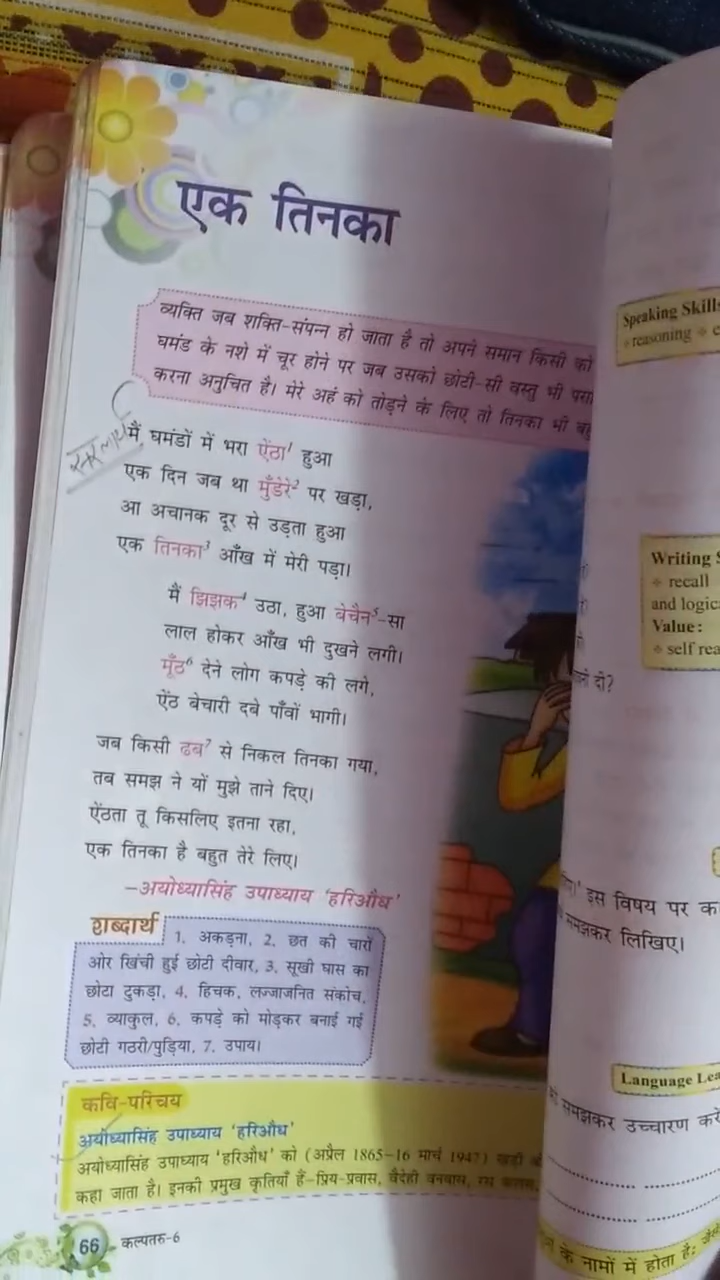 एक तिनका
व्यक्ति जब शक्ति-संपन्न हो जाता है तो अपने समान किसी को
घमंड के नशे में चूर होने पर जब उसको छोटी-सी वस्तु भी
करना अनुचित है। मेरे अहं को तोड़ने के लिए तो तिनका भी
मैं घमंडों में भरा ऐंठा¹ हुआ
एक दिन जब था मुँडेरे² पर खड़ा,
आ अचानक दूर से उड़ता हुआ
एक तिनका³ आँख में मेरी पड़ा।
मैं झिझक⁴ उठा, हुआ बेचैन⁵-सा
लाल होकर आँख भी दुखने लगी।
मूँठ⁶ देने लोग कपड़े की लगे,
ऐंठ बेचारी दबे पाँवों भागी।
जब किसी ढब⁷ से निकल तिनका गया,
तब समझ ने यों मुझे ताने दिए।
ऐंठता तू किसलिए इतना रहा,
एक तिनका है बहुत तेरे लिए।
–अयोध्यासिंह उपाध्याय 'हरिऔध'
शब्दार्थ 1. अकड़ना, 2. छत की चारों
ओर खिंची हुई छोटी दीवार, 3. सूखी घास का
छोटा टुकड़ा, 4. हिचक, लज्जाजनित संकोच,
5. व्याकुल, 6. कपड़े को मोड़कर बनाई गई
छोटी गठरी/पुड़िया, 7. उपाय।
कवि-परिचय
अयोध्यासिंह उपाध्याय 'हरिऔध'
अयोध्यासिंह उपाध्याय 'हरिऔध' को (अप्रैल 1865–16 मार्च 1947) खड़ी
कहा जाता है। इनकी प्रमुख कृतियाँ हैं–प्रिय-प्रवास, वैदेही वनवास, रस कलस,
66 कल्पतरु-6
Speaking Skills
reasoning
Writing
recall
and logic
Value:
self
दी?
इस विषय पर
समझकर लिखिए।
Language
समझकर उच्चारण
के नामों में होता है: